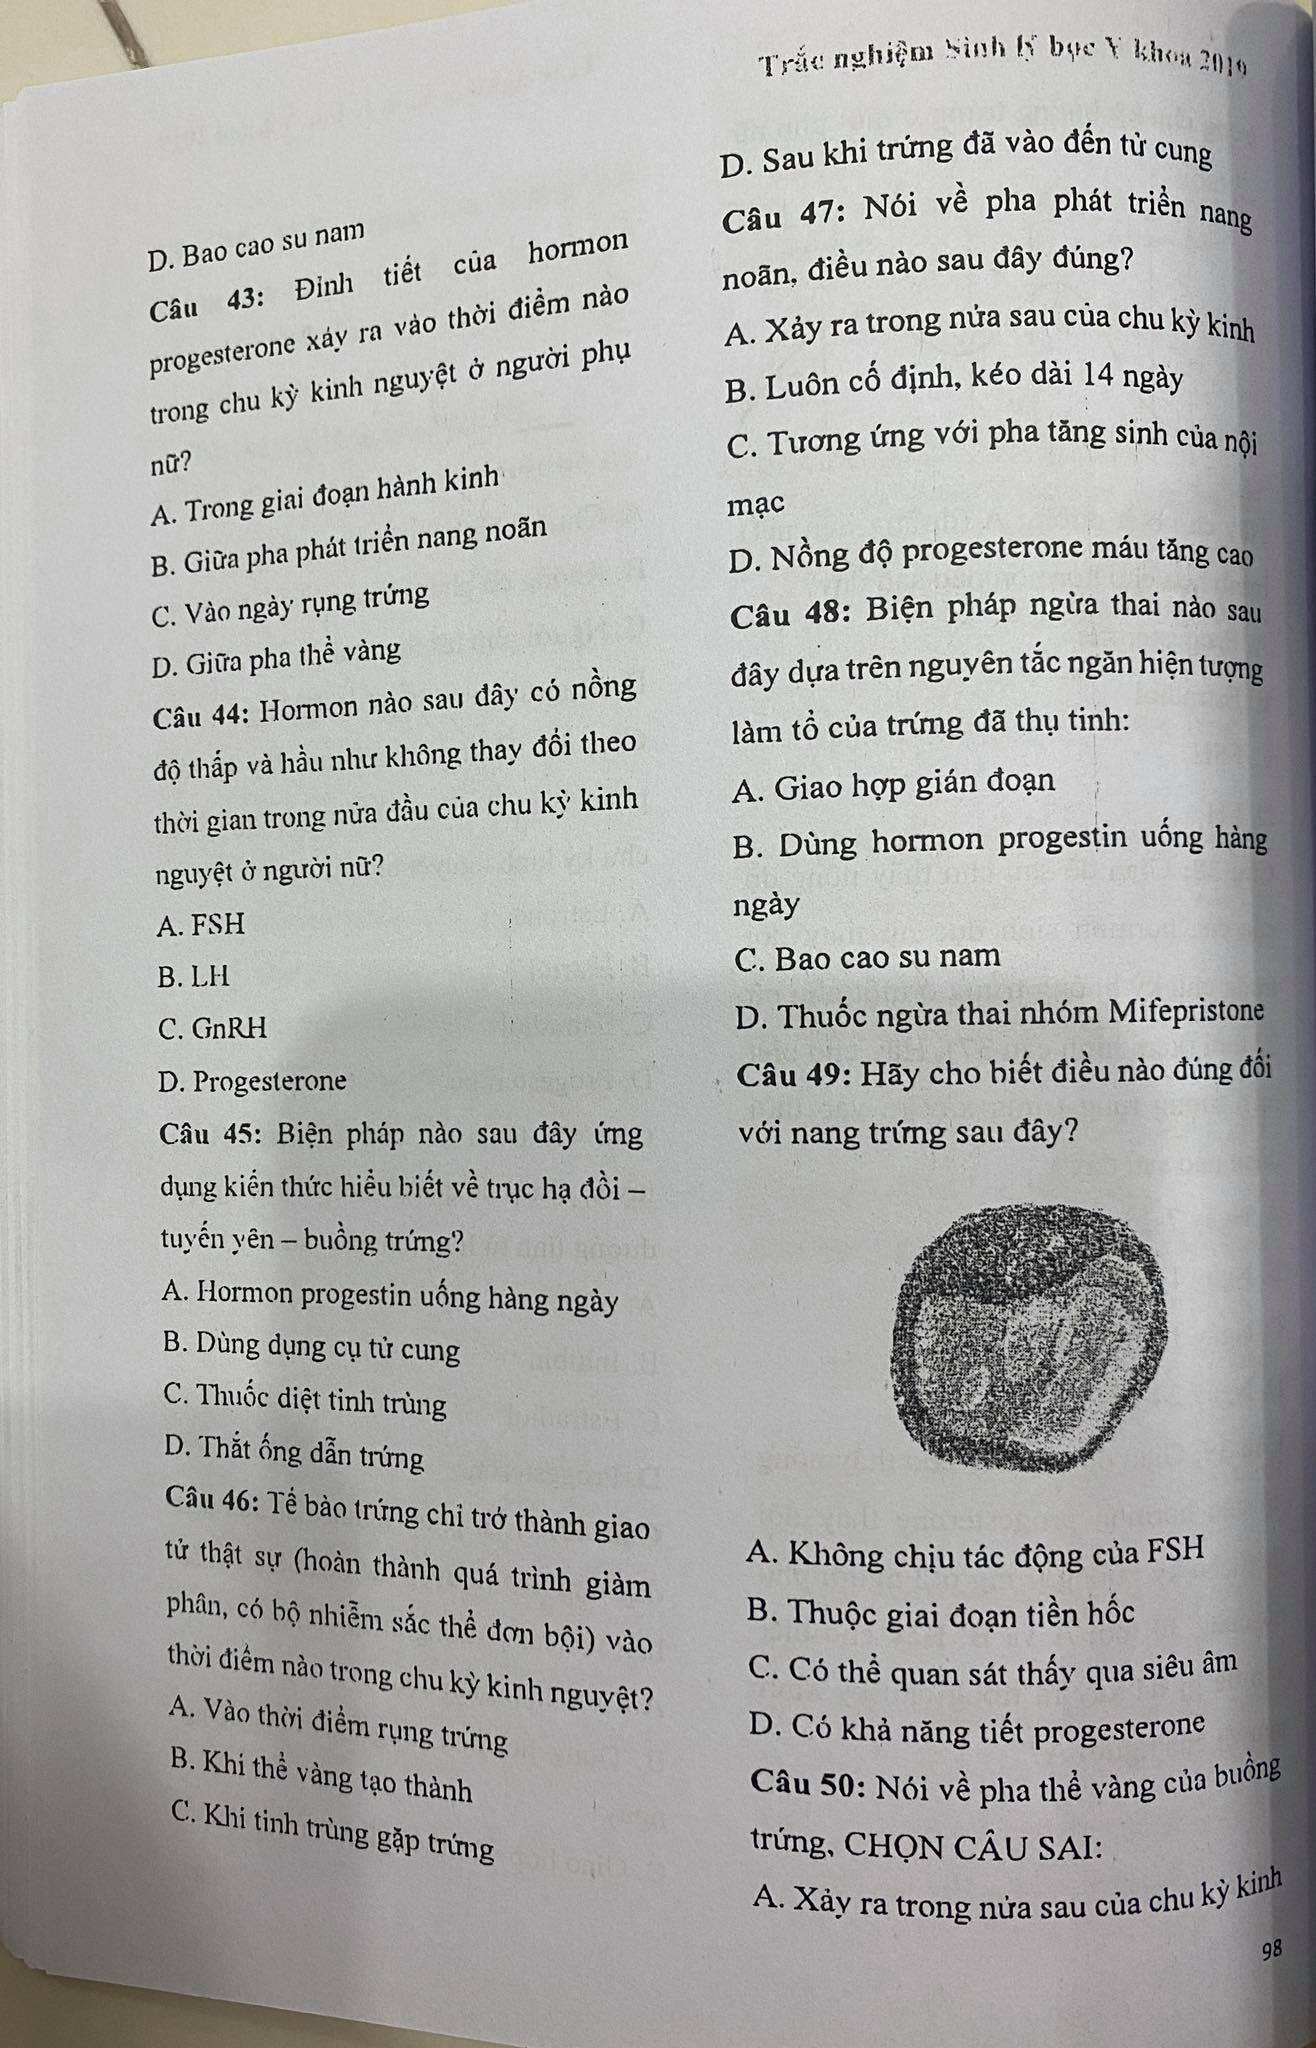 Trắc nghiệm Sinh lý học Y khoa 2019
D. Bao cao su nam
Câu 43: Đỉnh tiết của hormon
progesterone xảy ra vào thời điểm nào
trong chu kỳ kinh nguyệt ở người phụ
nữ?
A. Trong giai đoạn hành kinh
B. Giữa pha phát triển nang noãn
C. Vào ngày rụng trứng
D. Giữa pha thể vàng
Câu 44: Hormon nào sau đây có nồng
độ thấp và hầu như không thay đổi theo
thời gian trong nửa đầu của chu kỳ kinh
nguyệt ở người nữ?
A. FSH
B. LH
C. GnRH
D. Progesterone
Câu 45: Biện pháp nào sau đây ứng
dụng kiến thức hiểu biết về trục hạ đồi –
tuyến yên – buồng trứng?
A. Hormon progestin uống hàng ngày
B. Dùng dụng cụ tử cung
C. Thuốc diệt tinh trùng
D. Thắt ống dẫn trứng
Câu 46: Tế bào trứng chỉ trở thành giao
tử thật sự (hoàn thành quá trình giảm
phân, có bộ nhiễm sắc thể đơn bội) vào
thời điểm nào trong chu kỳ kinh nguyệt?
A. Vào thời điểm rụng trứng
B. Khi thể vàng tạo thành
C. Khi tinh trùng gặp trứng
D. Sau khi trứng đã vào đến tử cung
Câu 47: Nói về pha phát triển nang
noãn, điều nào sau đây đúng?
A. Xảy ra trong nửa sau của chu kỳ kinh
B. Luôn cố định, kéo dài 14 ngày
C. Tương ứng với pha tăng sinh của nội
mạc
D. Nồng độ progesterone máu tăng cao
Câu 48: Biện pháp ngừa thai nào sau
đây dựa trên nguyên tắc ngăn hiện tượng
làm tổ của trứng đã thụ tinh:
A. Giao hợp gián đoạn
B. Dùng hormon progestin uống hàng
ngày
C. Bao cao su nam
D. Thuốc ngừa thai nhóm Mifepristone
Câu 49: Hãy cho biết điều nào đúng đối
với nang trứng sau đây?
A. Không chịu tác động của FSH
B. Thuộc giai đoạn tiền hốc
C. Có thể quan sát thấy qua siêu âm
D. Có khả năng tiết progesterone
Câu 50: Nói về pha thể vàng của buồng
trứng, CHỌN CÂU SAI:
A. Xảy ra trong nửa sau của chu kỳ kinh
98